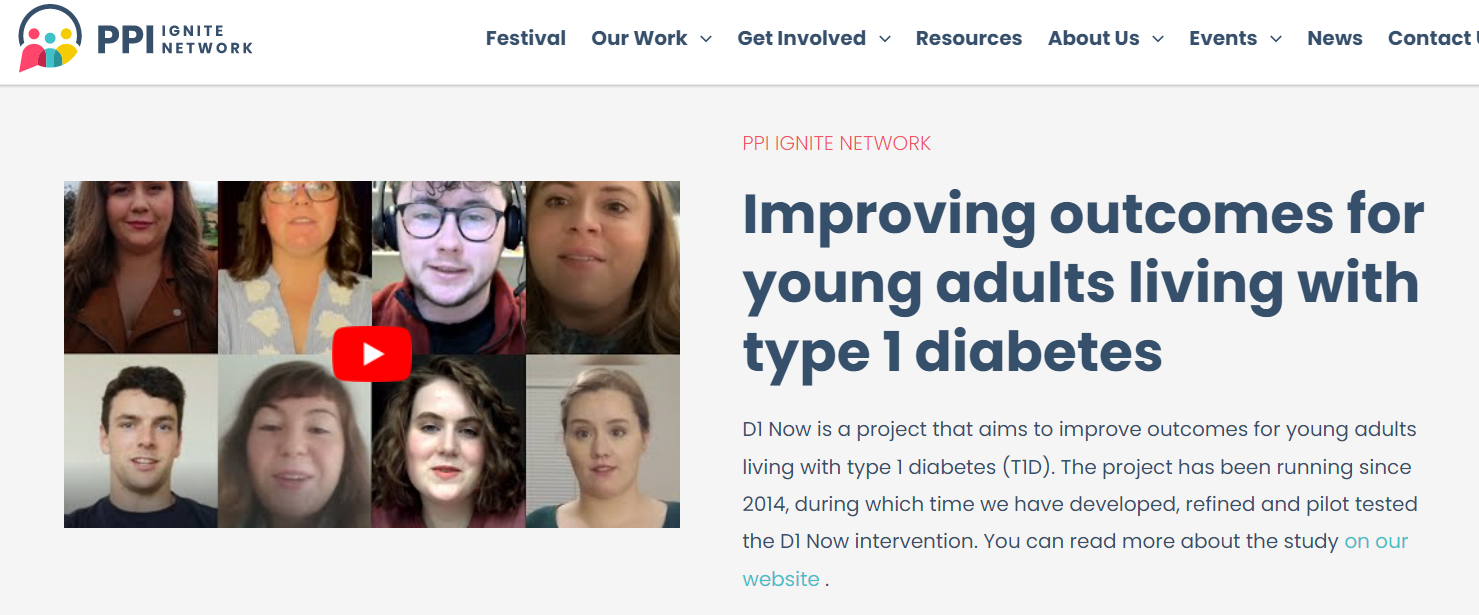 PPI IGNITE
NETWORK
Festival Our Work Get Involved Resources About Us Events News Contact
PPI IGNITE NETWORK
Improving outcomes for
young adults living with
type 1 diabetes
D1 Now is a project that aims to improve outcomes for young adults
living with type 1 diabetes (T1D). The project has been running since
2014, during which time we have developed, refined and pilot tested
the D1 Now intervention. You can read more about the study on our
website .